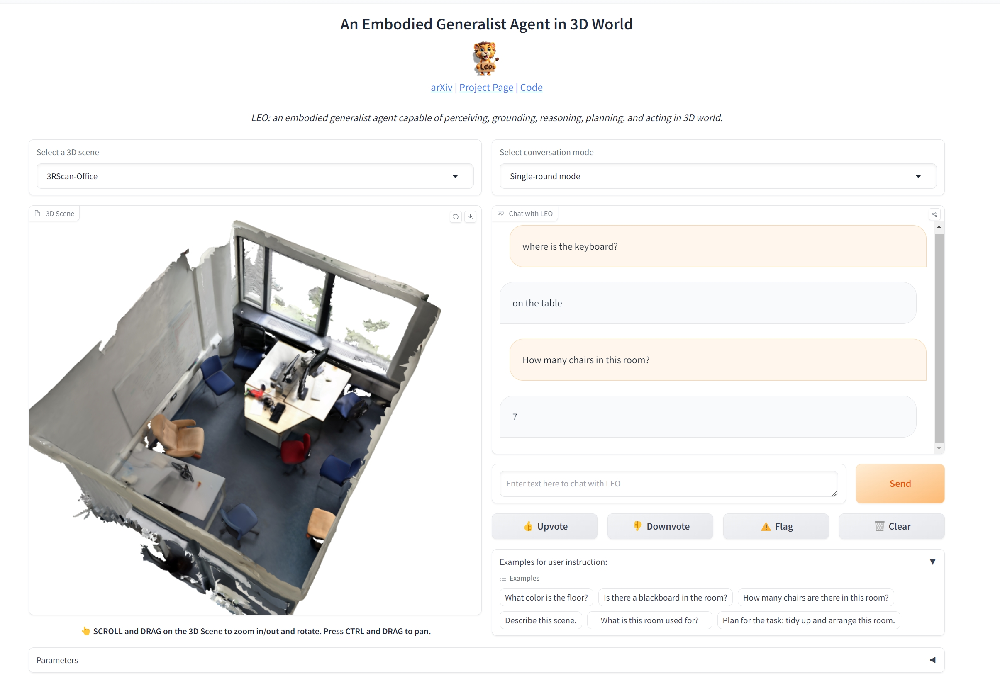 An Embodied Generalist Agent in 3D World
LEO
arXiv | Project Page | Code
LEO: an embodied generalist agent capable of perceiving, grounding, reasoning, planning, and acting in 3D world.
Select a 3D scene
3RScan-Office
Select conversation mode
Single-round mode
3D Scene
Chat with LEO
where is the keyboard?
on the table
How many chairs in this room?
7
Enter text here to chat with LEO
Send
Upvote
Downvote
Flag
Clear
Examples for user instruction:
Examples
What color is the floor?
Is there a blackboard in the room?
How many chairs are there in this room?
Describe this scene.
What is this room used for?
Plan for the task: tidy up and arrange this room.
👆 SCROLL and DRAG on the 3D Scene to zoom in/out and rotate. Press CTRL and DRAG to pan.
Parameters